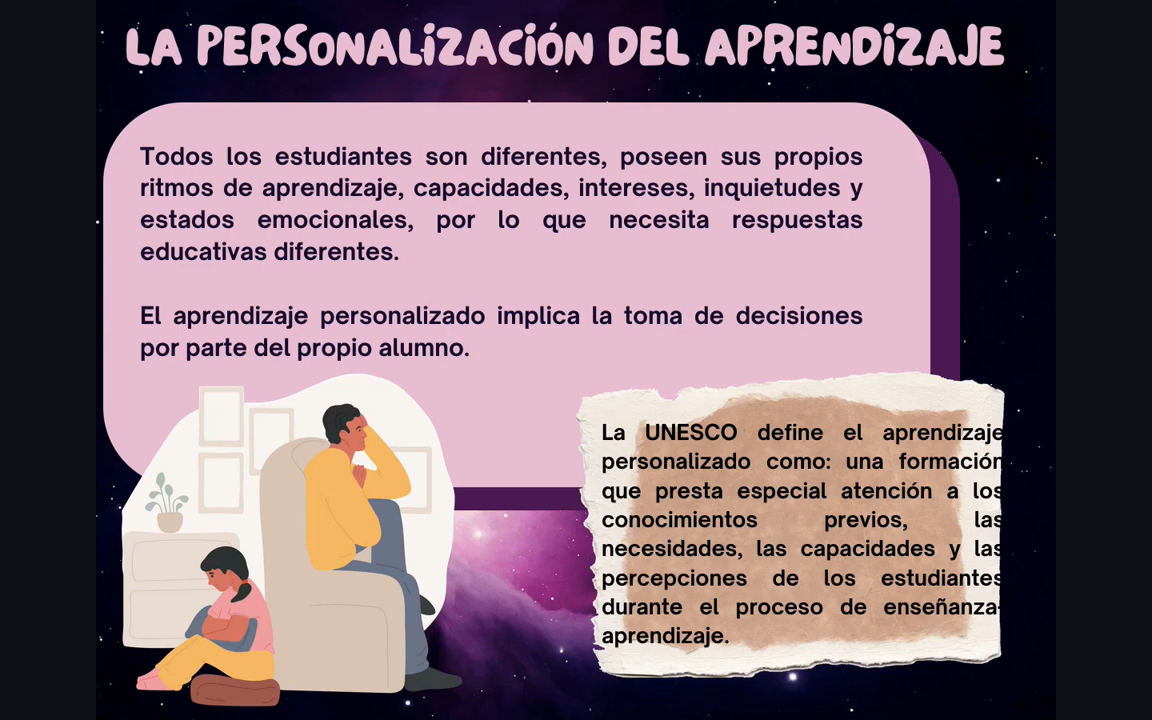 LA PERSONALIZACIÓN DEL APRENDIZAJE
Todos los estudiantes son diferentes, poseen sus propios
ritmos de aprendizaje, capacidades, intereses, inquietudes y
estados emocionales, por lo que necesita respuestas
educativas diferentes.
El aprendizaje personalizado implica la toma de decisiones
por parte del propio alumno.
La UNESCO define el aprendizaje
personalizado como: una formación
que presta especial atención a los
conocimientos previos, las
necesidades, las capacidades y las
percepciones de los estudiantes
durante el proceso de enseñanza-
aprendizaje.